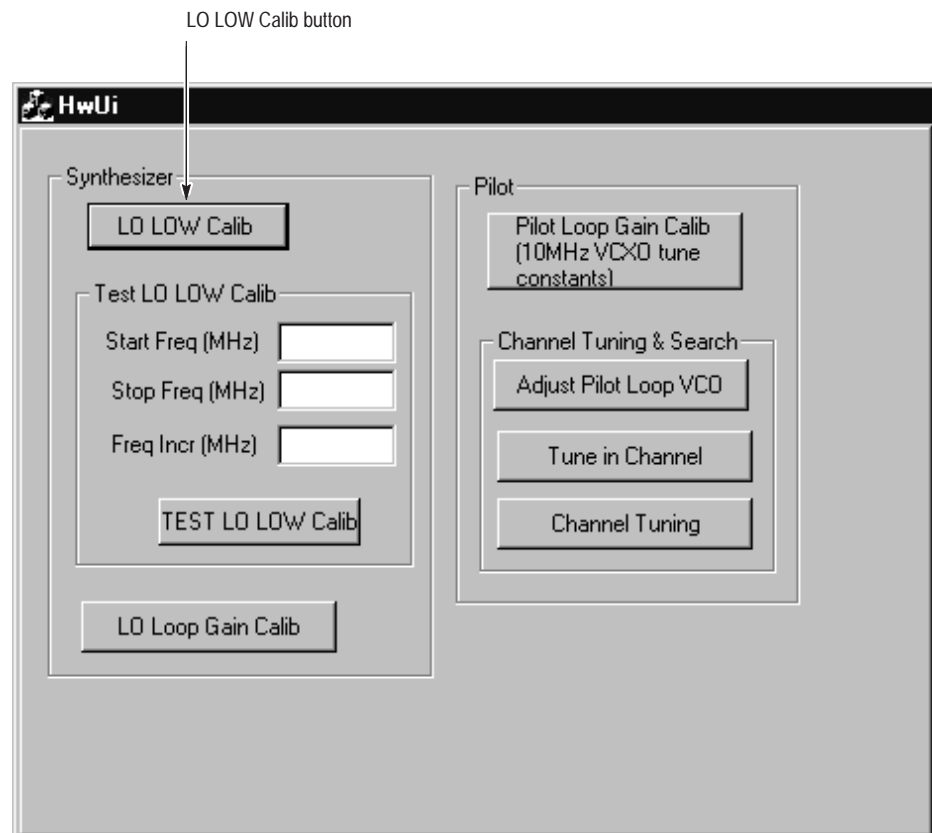 LO LOW Calib button
HwUi
Synthesizer
LO LOW Calib
Test LO LOW Calib
Start Freq (MHz)
Stop Freq (MHz)
Freq Incr (MHz)
TEST LO LOW Calib
LO Loop Gain Calib
Pilot
Pilot Loop Gain Calib
(10MHz VCXO tune
constants)
Channel Tuning & Search
Adjust Pilot Loop VCO
Tune in Channel
Channel Tuning